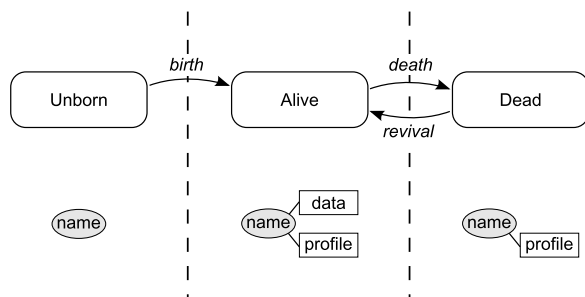 birth
death
Unborn
Alive
Dead
revival
data
name
name
name
profile
profile